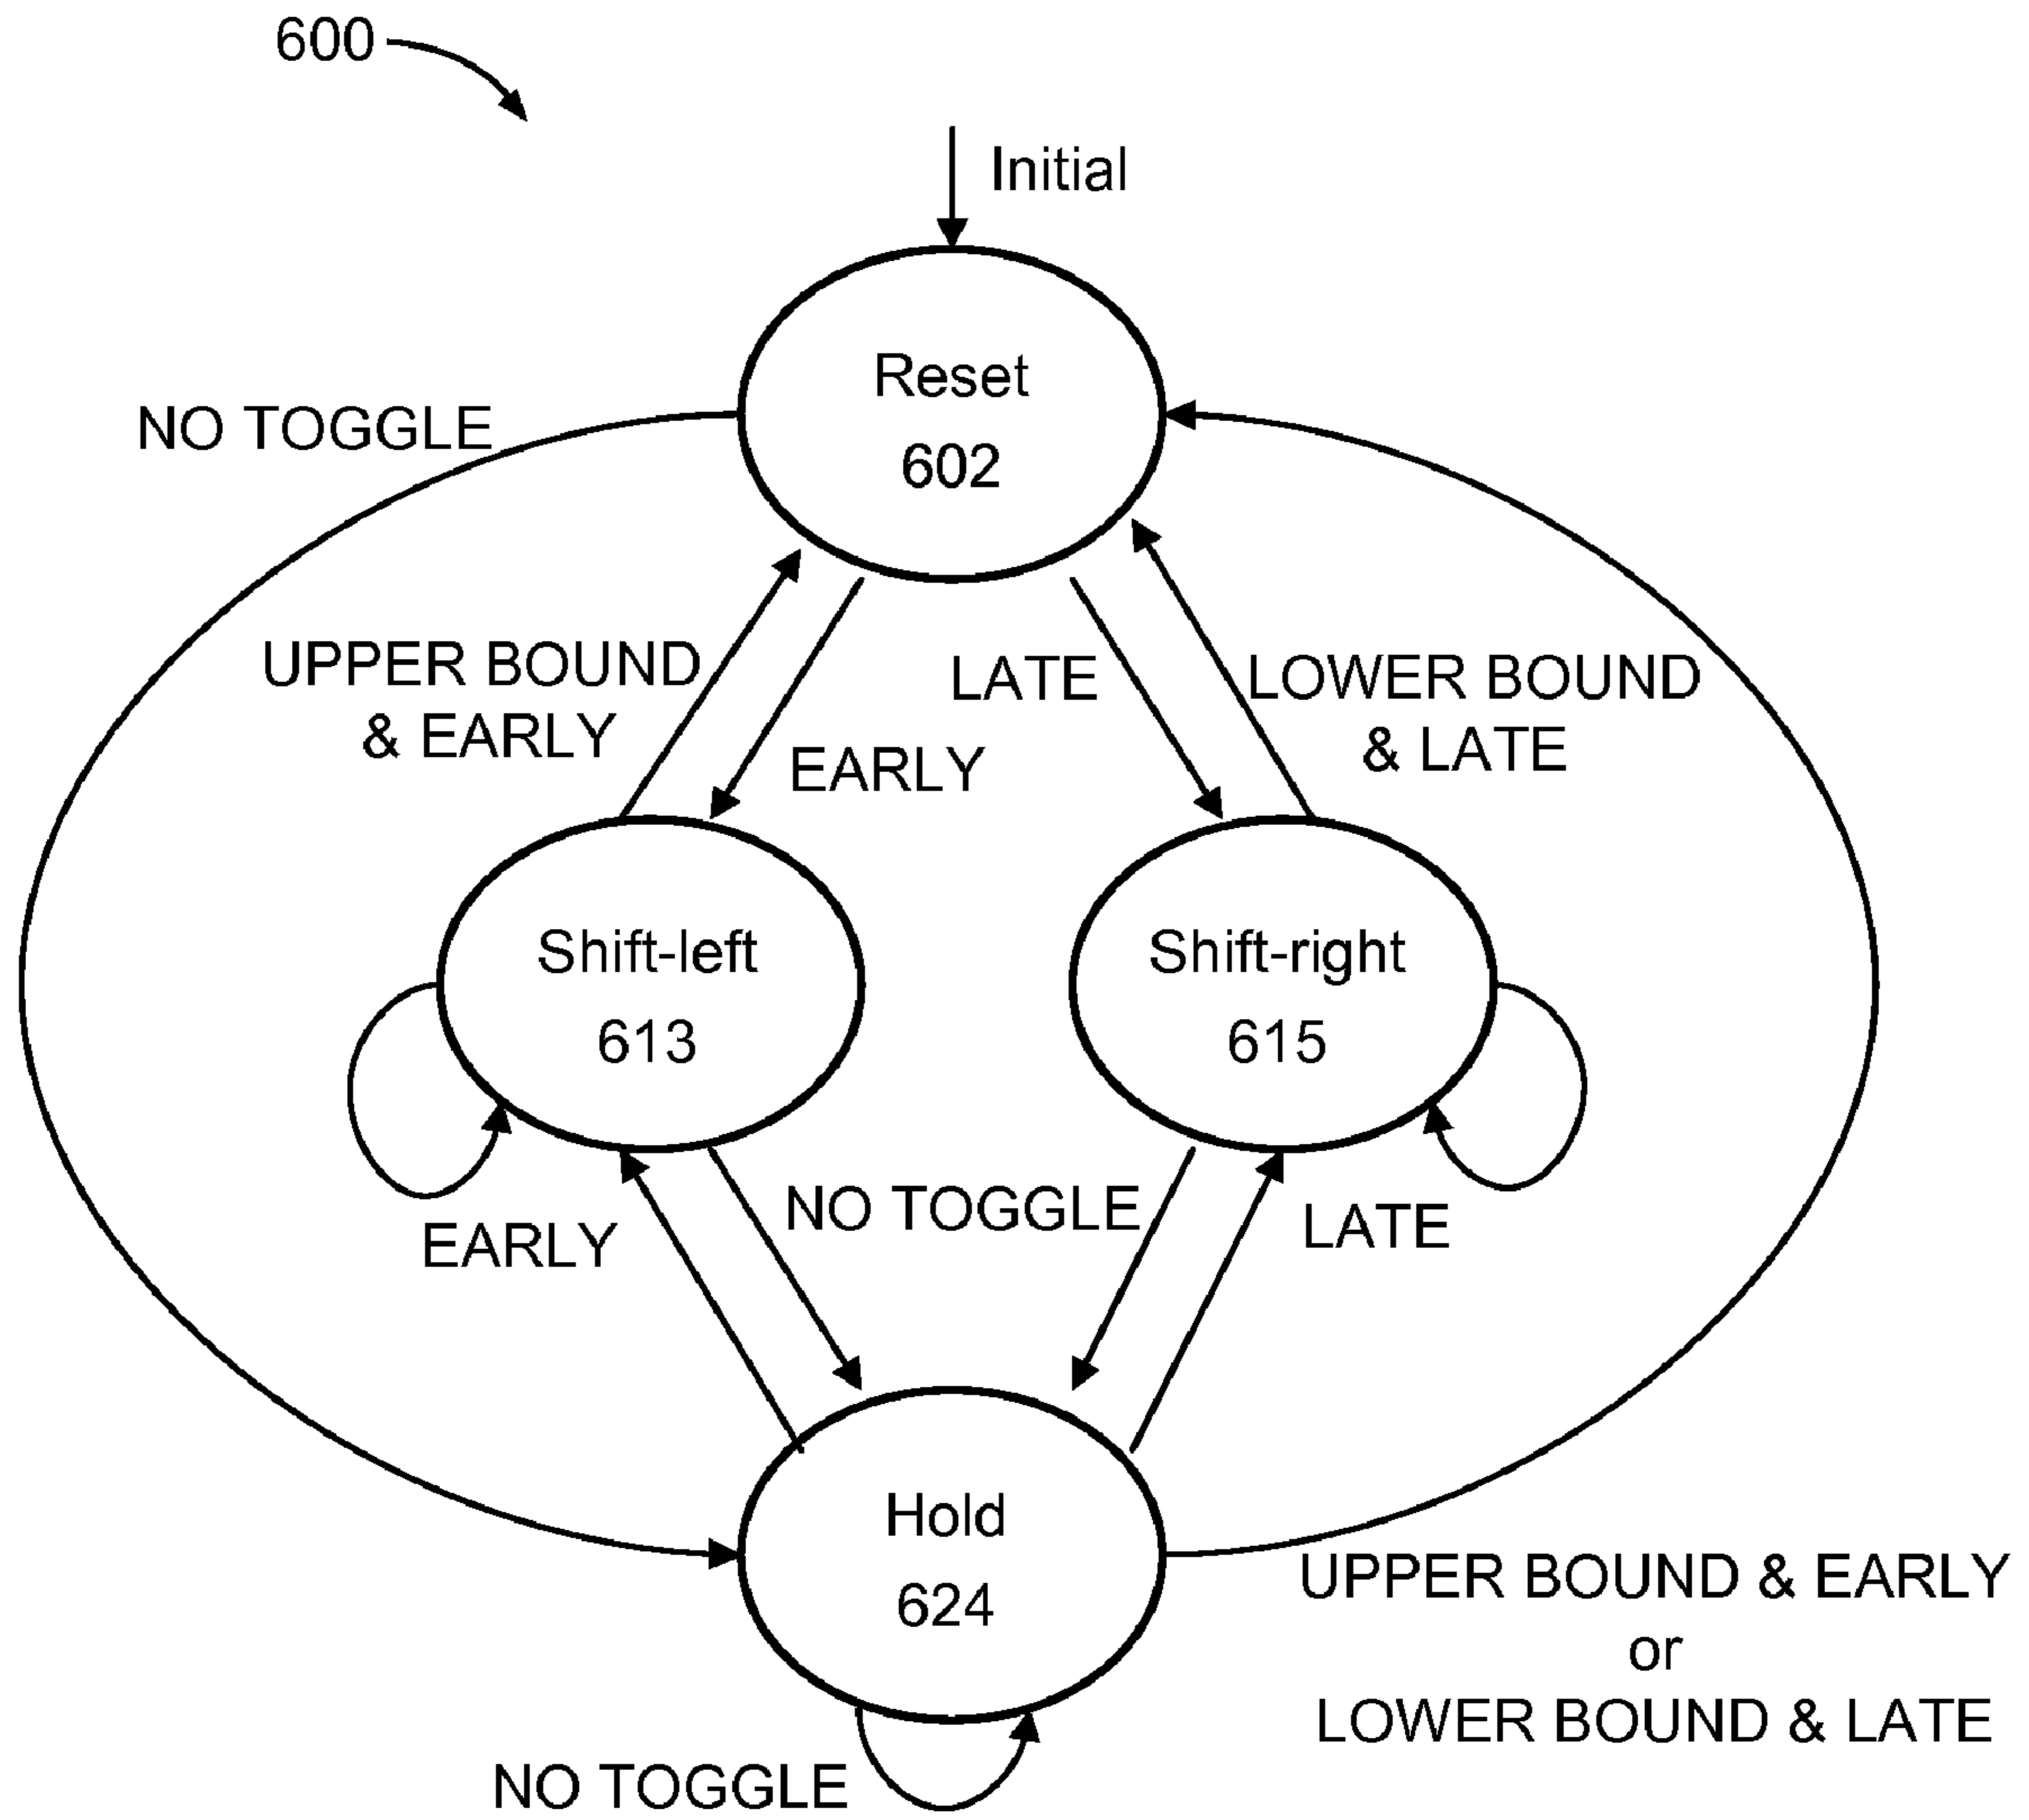 600
Initial
Reset
602
NO TOGGLE
UPPER BOUND
& EARLY
EARLY
LATE
LOWER BOUND
& LATE
Shift-left
613
Shift-right
615
EARLY
NO TOGGLE
LATE
Hold
624
UPPER BOUND & EARLY
or
LOWER BOUND & LATE
NO TOGGLE